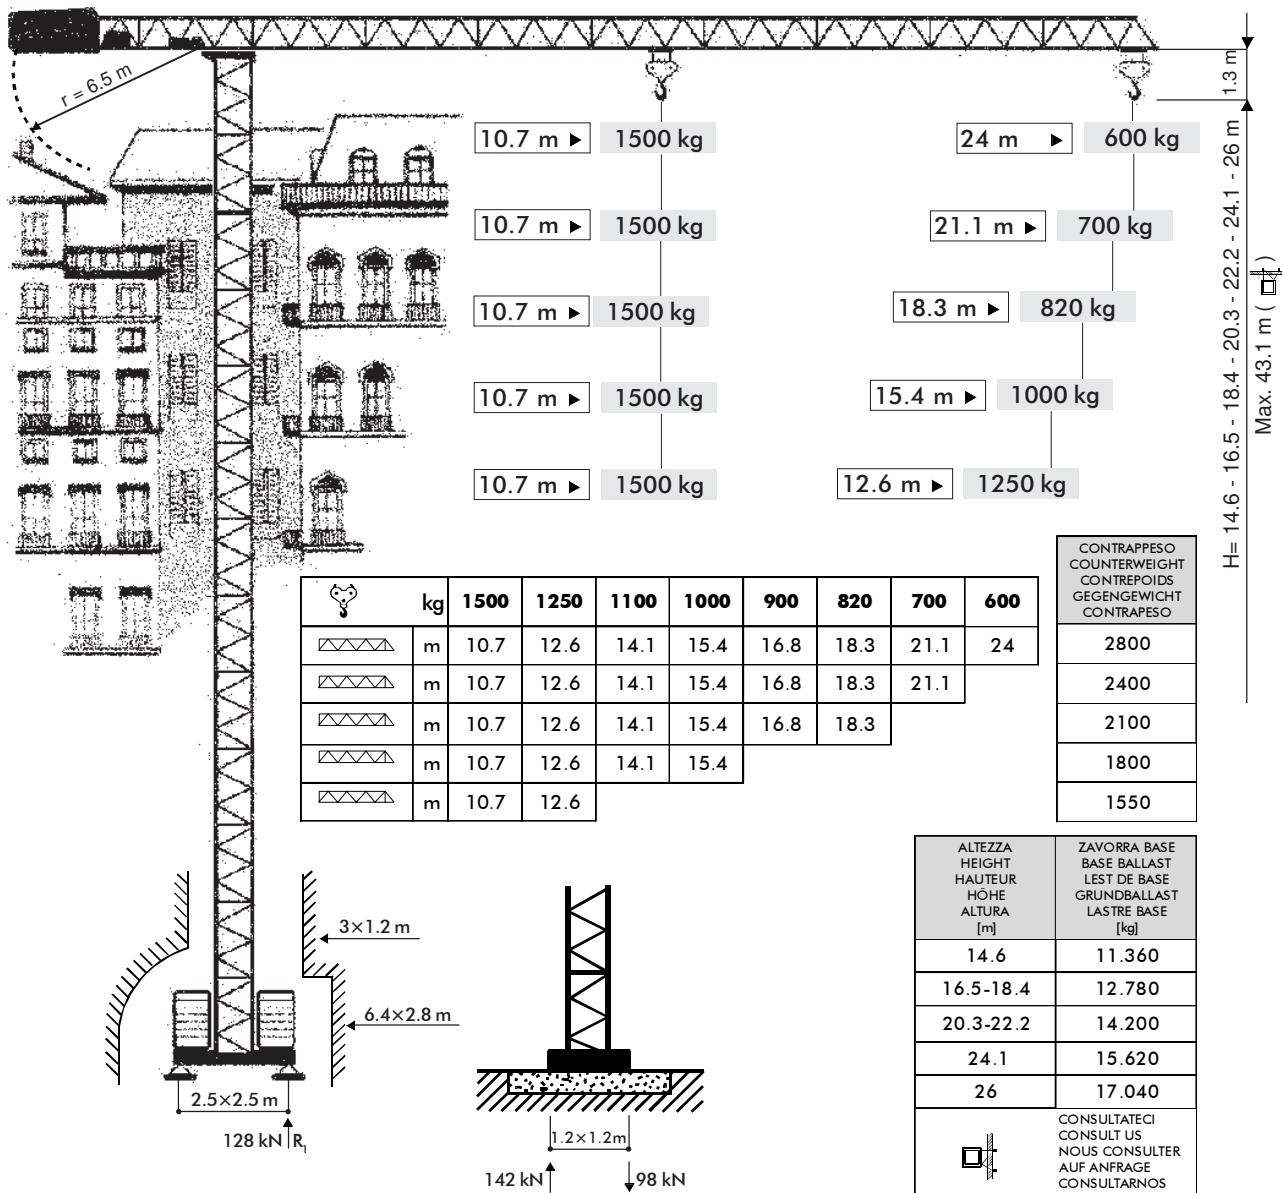 r = 6.5 m
1.3 m
10.7 m ► 1500 kg 24 m ► 600 kg
10.7 m ► 1500 kg 21.1 m ► 700 kg
10.7 m ► 1500 kg 18.3 m ► 820 kg
10.7 m ► 1500 kg 15.4 m ► 1000 kg
10.7 m ► 1500 kg 12.6 m ► 1250 kg
H= 14.6 - 16.5 - 18.4 - 20.3 - 22.2 - 24.1 - 26 m
Max. 43.1 m ( )
kg 1500 1250 1100 1000 900 820 700 600
m 10.7 12.6 14.1 15.4 16.8 18.3 21.1 24
m 10.7 12.6 14.1 15.4 16.8 18.3 21.1
m 10.7 12.6 14.1 15.4 16.8 18.3
m 10.7 12.6 14.1 15.4
m 10.7 12.6
CONTRAPPESO
COUNTERWEIGHT
CONTREPOIDS
GEGENGEWICHT
CONTRAPESO
2800
2400
2100
1800
1550
ALTEZZA
HEIGHT
HAUTEUR
HÖHE
ALTURA
[m]
ZAVORRA BASE
BASE BALLAST
LEST DE BASE
GRUNDBALLAST
LASTRE BASE
[kg]
14.6 11.360
16.5-18.4 12.780
20.3-22.2 14.200
24.1 15.620
26 17.040
CONSULTATECI
CONSULT US
NOUS CONSULTER
AUF ANFRAGE
CONSULTARNOS
3×1.2 m
6.4×2.8 m
2.5×2.5 m
128 kN R1
1.2×1.2m
142 kN 98 kN